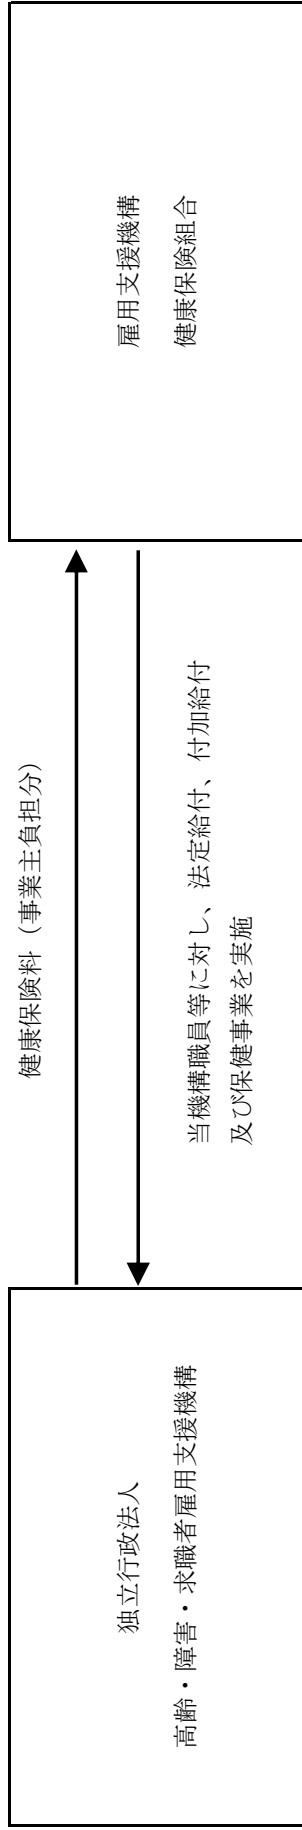 独立行政法人
高齢・障害・求職者雇用支援機構
健康保険料（事業主負担分）
当機構職員等に対し、法定給付、付加給付
及び保健事業を実施
雇用支援機構
健康保険組合